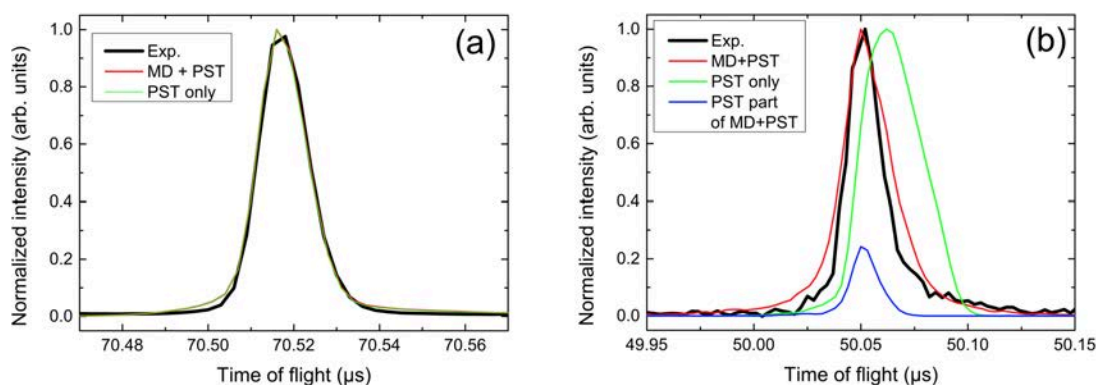 (a)
Exp.
MD + PST
PST only
Normalized intensity (arb. units)
1.0
0.8
0.6
0.4
0.2
0.0
70.48
70.50
70.52
70.54
70.56
Time of flight (μs)
(b)
Exp.
MD+PST
PST only
PST part
of MD+PST
Normalized intensity (arb. units)
1.0
0.8
0.6
0.4
0.2
0.0
49.95
50.00
50.05
50.10
50.15
Time of flight (μs)